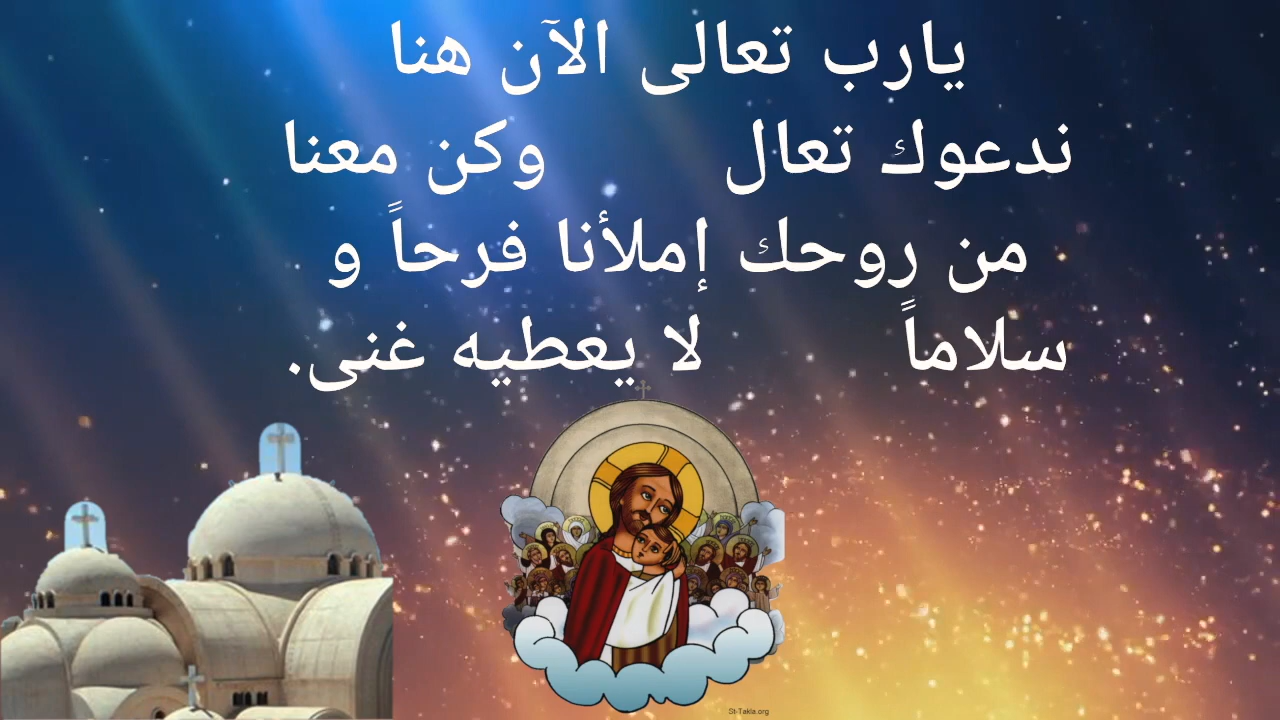 يارب تعالى الآن هنا
ندعوك تعال وكن معنا
من روحك إملأنا فرحاً و
سلاماً لا يعطيه غنى.
St-Takla.org